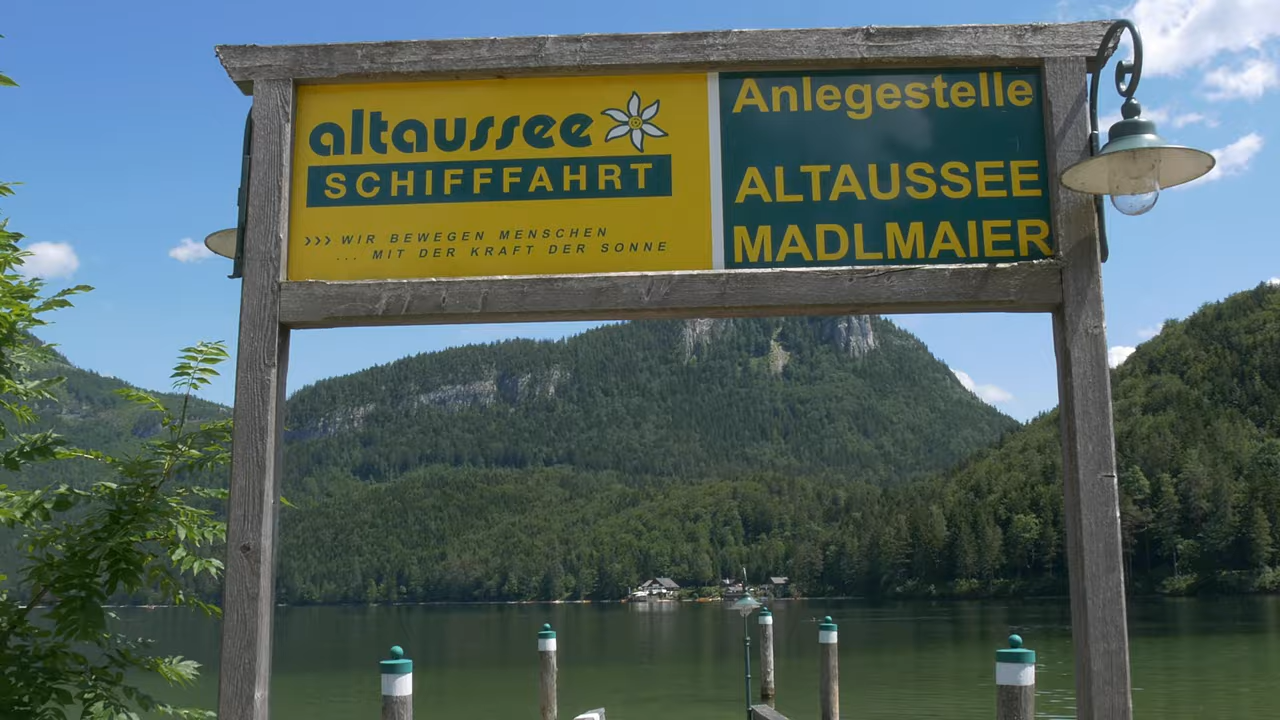 altaussee
SCHIFFFAHRT
››› WIR BEWEGEN MENSCHEN
... MIT DER KRAFT DER SONNE
Anlegestelle
ALTAUSSEE
MADLMAIER